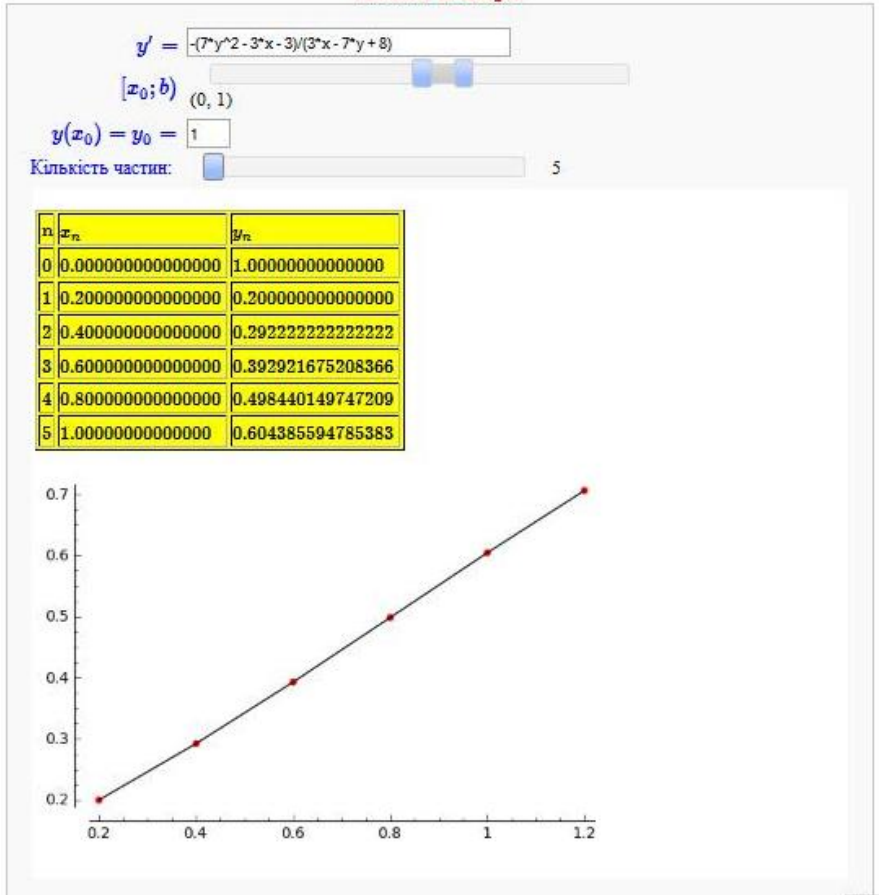 y′ = -(7*y^2 - 3*x - 3)/(3*x - 7*y + 8)
[x₀; b) (0, 1)
y(x₀) = y₀ = 1
Кількість частин: 5
n xₙ yₙ
0 0.000000000000000 1.00000000000000
1 0.200000000000000 0.200000000000000
2 0.400000000000000 0.292222222222222
3 0.600000000000000 0.392921675208366
4 0.800000000000000 0.498440149747209
5 1.00000000000000 0.604385594785383
0.7
0.6
0.5
0.4
0.3
0.2
0.2 0.4 0.6 0.8 1 1.2